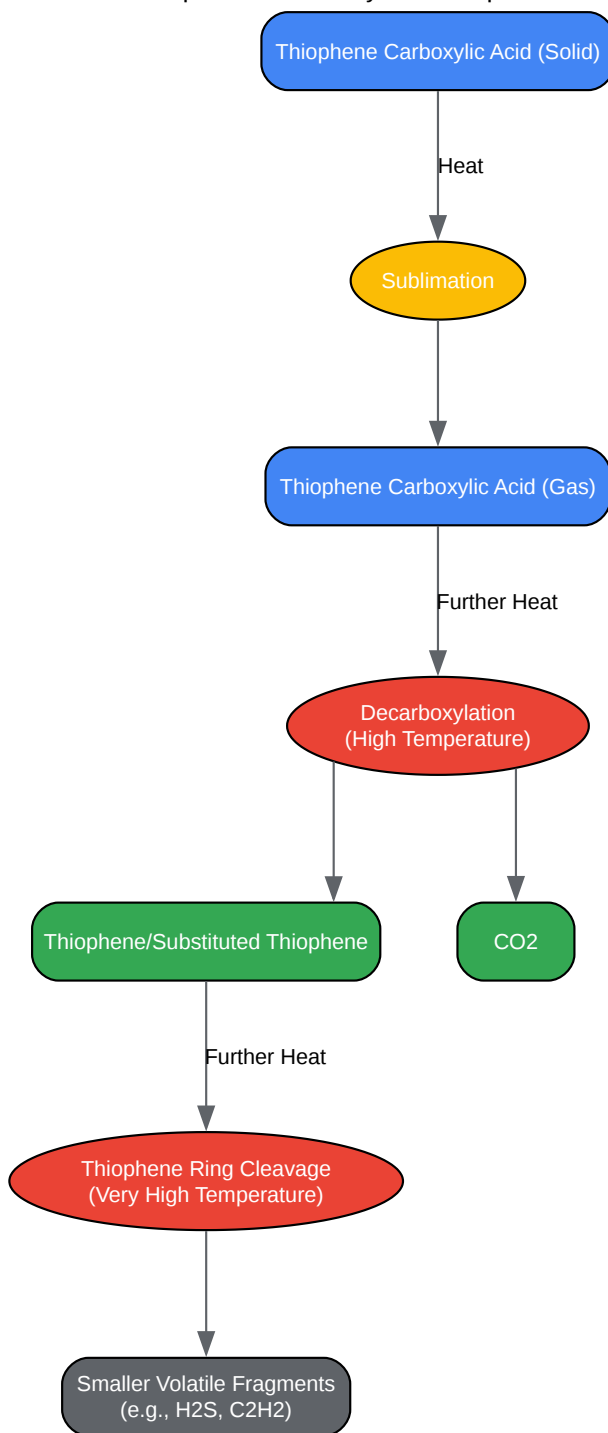 Thiophene Carboxylic Acid (Solid)
Heat
Sublimation
Thiophene Carboxylic Acid (Gas)
Further Heat
Decarboxylation
(High Temperature)
Thiophene/Substituted Thiophene
CO2
Further Heat
Thiophene Ring Cleavage
(Very High Temperature)
Smaller Volatile Fragments
(e.g., H2S, C2H2)